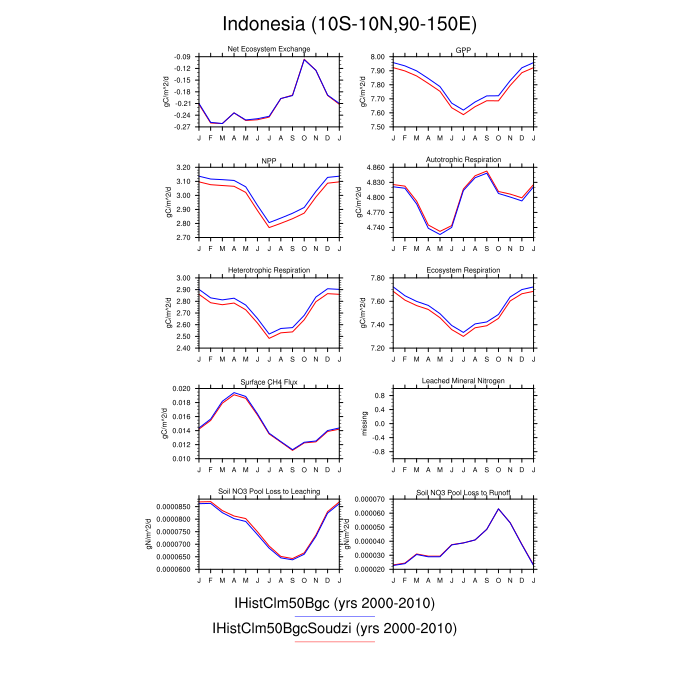 Indonesia (10S-10N,90-150E)
Net Ecosystem Exchange
GPP
gC/m^2/d
-0.09
-0.12
-0.15
-0.18
-0.21
-0.24
-0.27
J F M A M J J A S O N D J
gC/m^2/d
8.00
7.90
7.80
7.70
7.60
7.50
J F M A M J J A S O N D J
NPP
Autotrophic Respiration
gC/m^2/d
3.20
3.10
3.00
2.90
2.80
2.70
J F M A M J J A S O N D J
gC/m^2/d
4.860
4.830
4.800
4.770
4.740
J F M A M J J A S O N D J
Heterotrophic Respiration
Ecosystem Respiration
gC/m^2/d
3.00
2.90
2.80
2.70
2.60
2.50
2.40
J F M A M J J A S O N D J
gC/m^2/d
7.80
7.60
7.40
7.20
J F M A M J J A S O N D J
Surface CH4 Flux
Leached Mineral Nitrogen
gC/m^2/d
0.020
0.018
0.016
0.014
0.012
0.010
J F M A M J J A S O N D J
missing
0.8
0.4
0.0
-0.4
-0.8
J F M A M J J A S O N D J
Soil NO3 Pool Loss to Leaching
Soil NO3 Pool Loss to Runoff
gN/m^2/d
0.0000850
0.0000800
0.0000750
0.0000700
0.0000650
0.0000600
J F M A M J J A S O N D J
gN/m^2/d
0.000070
0.000060
0.000050
0.000040
0.000030
0.000020
J F M A M J J A S O N D J
IHistClm50Bgc (yrs 2000-2010)
IHistClm50BgcSoudzi (yrs 2000-2010)